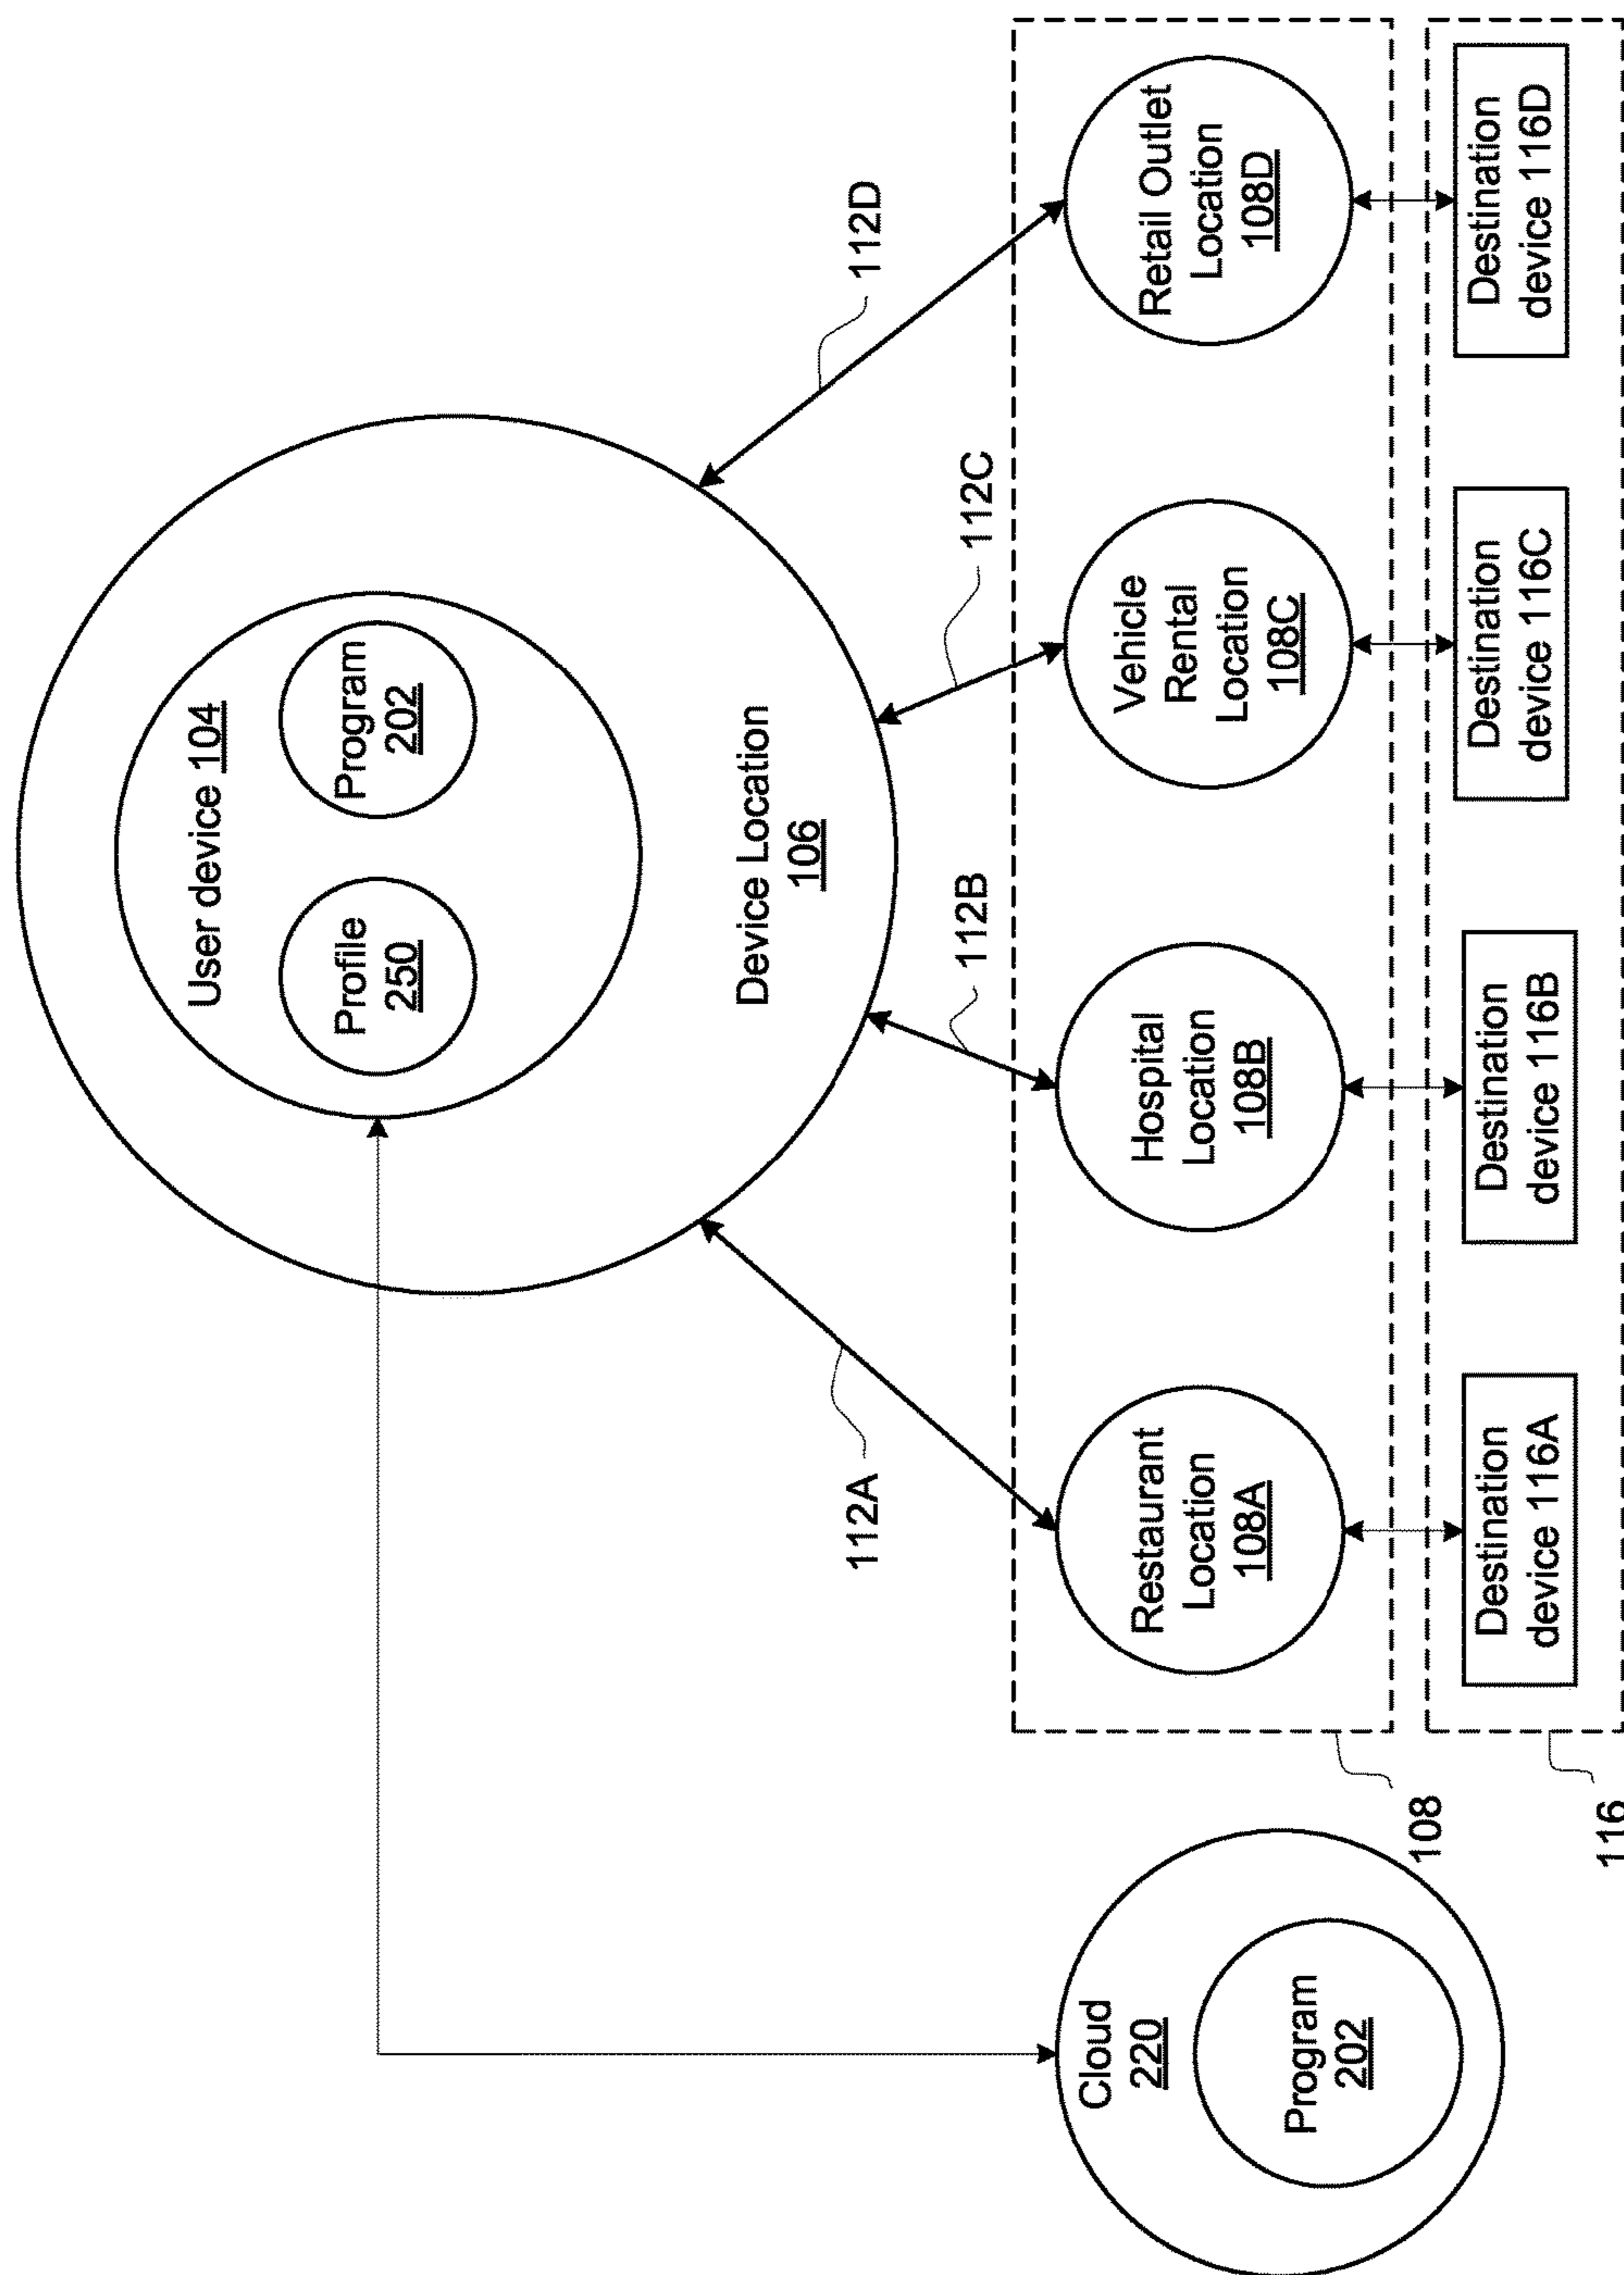 User device 104
Profile
250
Program
202
Device Location
106
112A
112B
112C
112D
Cloud
220
Program
202
Restaurant
Location
108A
Hospital
Location
108B
Vehicle
Rental
Location
108C
Retail Outlet
Location
108D
108
Destination
device 116A
Destination
device 116B
Destination
device 116C
Destination
device 116D
116